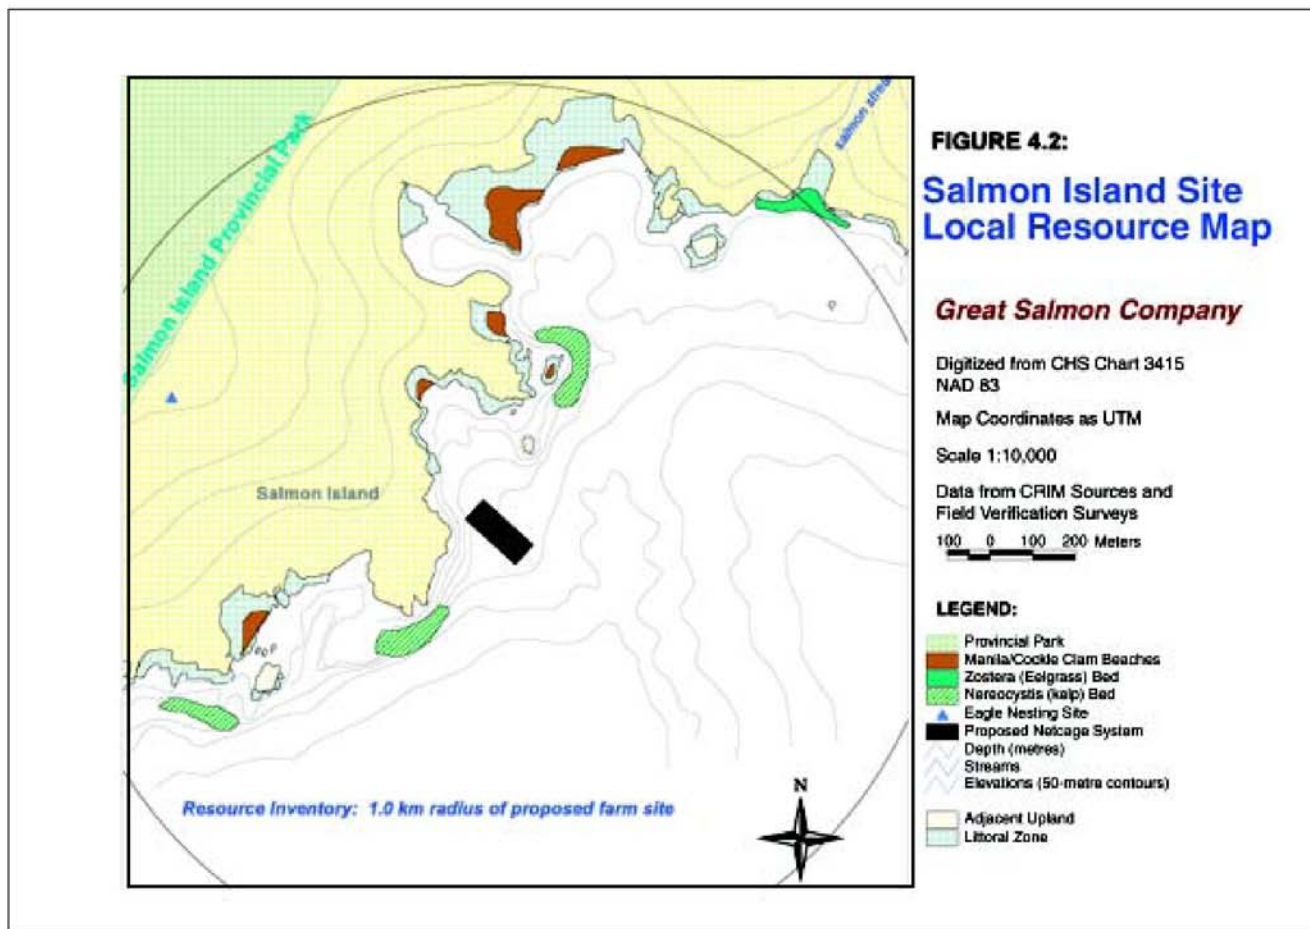 FIGURE 4.2:
Salmon Island Site
Local Resource Map
Great Salmon Company
Digitized from CHS Chart 3415
NAD 83
Map Coordinates as UTM
Scale 1:10,000
Data from CRIM Sources and
Field Verification Surveys
100 0 100 200 Meters
LEGEND:
Provincial Park
Manila/Cockle Clam Beaches
Zostera (Eelgrass) Bed
Nereocystis (kelp) Bed
Eagle Nesting Site
Proposed Netcage System
Depth (metres)
Streams
Elevations (50-metre contours)
Adjacent Upland
Littoral Zone
Salmon Island Provincial Park
salmon strea
Salmon Island
Resource Inventory: 1.0 km radius of proposed farm site
N